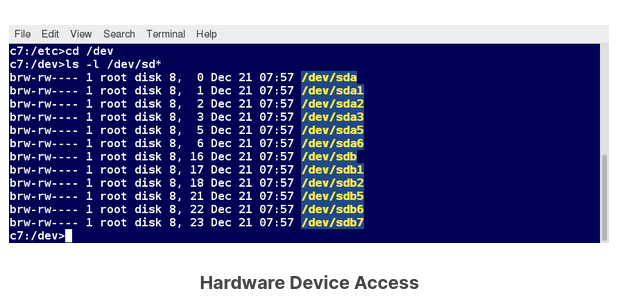 File Edit View Search Terminal Help
c7:/etc>cd /dev
c7:/dev>ls -l /dev/sd*
brw-rw---- 1 root disk 8,  0 Dec 21 07:57 /dev/sda
brw-rw---- 1 root disk 8,  1 Dec 21 07:57 /dev/sda1
brw-rw---- 1 root disk 8,  2 Dec 21 07:57 /dev/sda2
brw-rw---- 1 root disk 8,  3 Dec 21 07:57 /dev/sda3
brw-rw---- 1 root disk 8,  5 Dec 21 07:57 /dev/sda5
brw-rw---- 1 root disk 8,  6 Dec 21 07:57 /dev/sda6
brw-rw---- 1 root disk 8, 16 Dec 21 07:57 /dev/sdb
brw-rw---- 1 root disk 8, 17 Dec 21 07:57 /dev/sdb1
brw-rw---- 1 root disk 8, 18 Dec 21 07:57 /dev/sdb2
brw-rw---- 1 root disk 8, 21 Dec 21 07:57 /dev/sdb5
brw-rw---- 1 root disk 8, 22 Dec 21 07:57 /dev/sdb6
brw-rw---- 1 root disk 8, 23 Dec 21 07:57 /dev/sdb7
c7:/dev>
Hardware Device Access